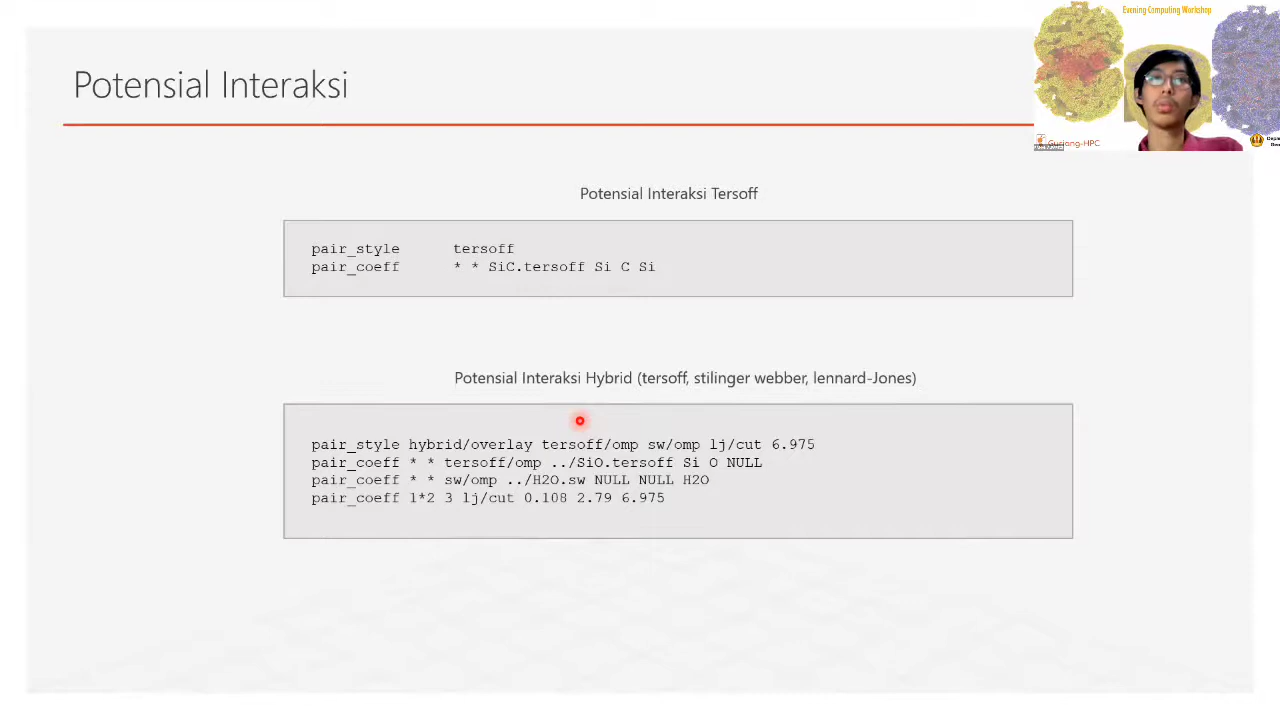 Evening Computing Workshop
Potensial Interaksi
Gunjang-HPC
Potensial Interaksi Tersoff
pair_style tersoff
pair_coeff * * SiC.tersoff Si C Si
Potensial Interaksi Hybrid (tersoff, stilinger webber, lennard-Jones)
pair_style hybrid/overlay tersoff/omp sw/omp lj/cut 6.975
pair_coeff * * tersoff/omp ../SiO.tersoff Si O NULL
pair_coeff * * sw/omp ../H2O.sw NULL NULL H2O
pair_coeff 1*2 3 lj/cut 0.108 2.79 6.975